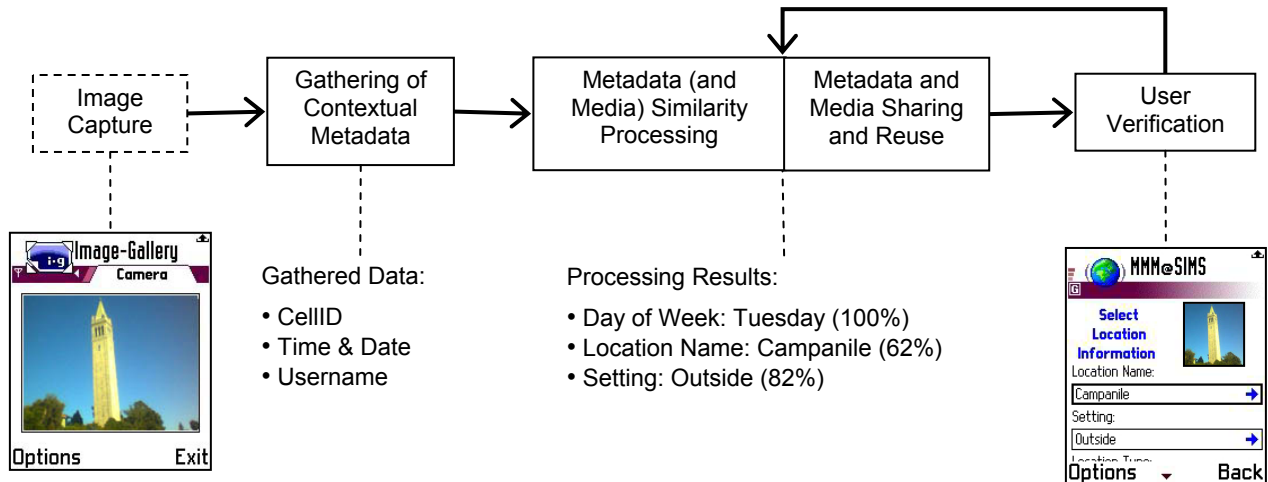 Image
Capture
Gathering of
Contextual
Metadata
Metadata (and
Media) Similarity
Processing
Metadata and
Media Sharing
and Reuse
User
Verification
Image-Gallery
i-g
Camera
Options
Exit
Gathered Data:
• CellID
• Time & Date
• Username
Processing Results:
• Day of Week: Tuesday (100%)
• Location Name: Campanile (62%)
• Setting: Outside (82%)
MMM@SIMS
G
Select
Location
Information
Location Name:
Campanile
Setting:
Outside
Location Type:
Options
Back